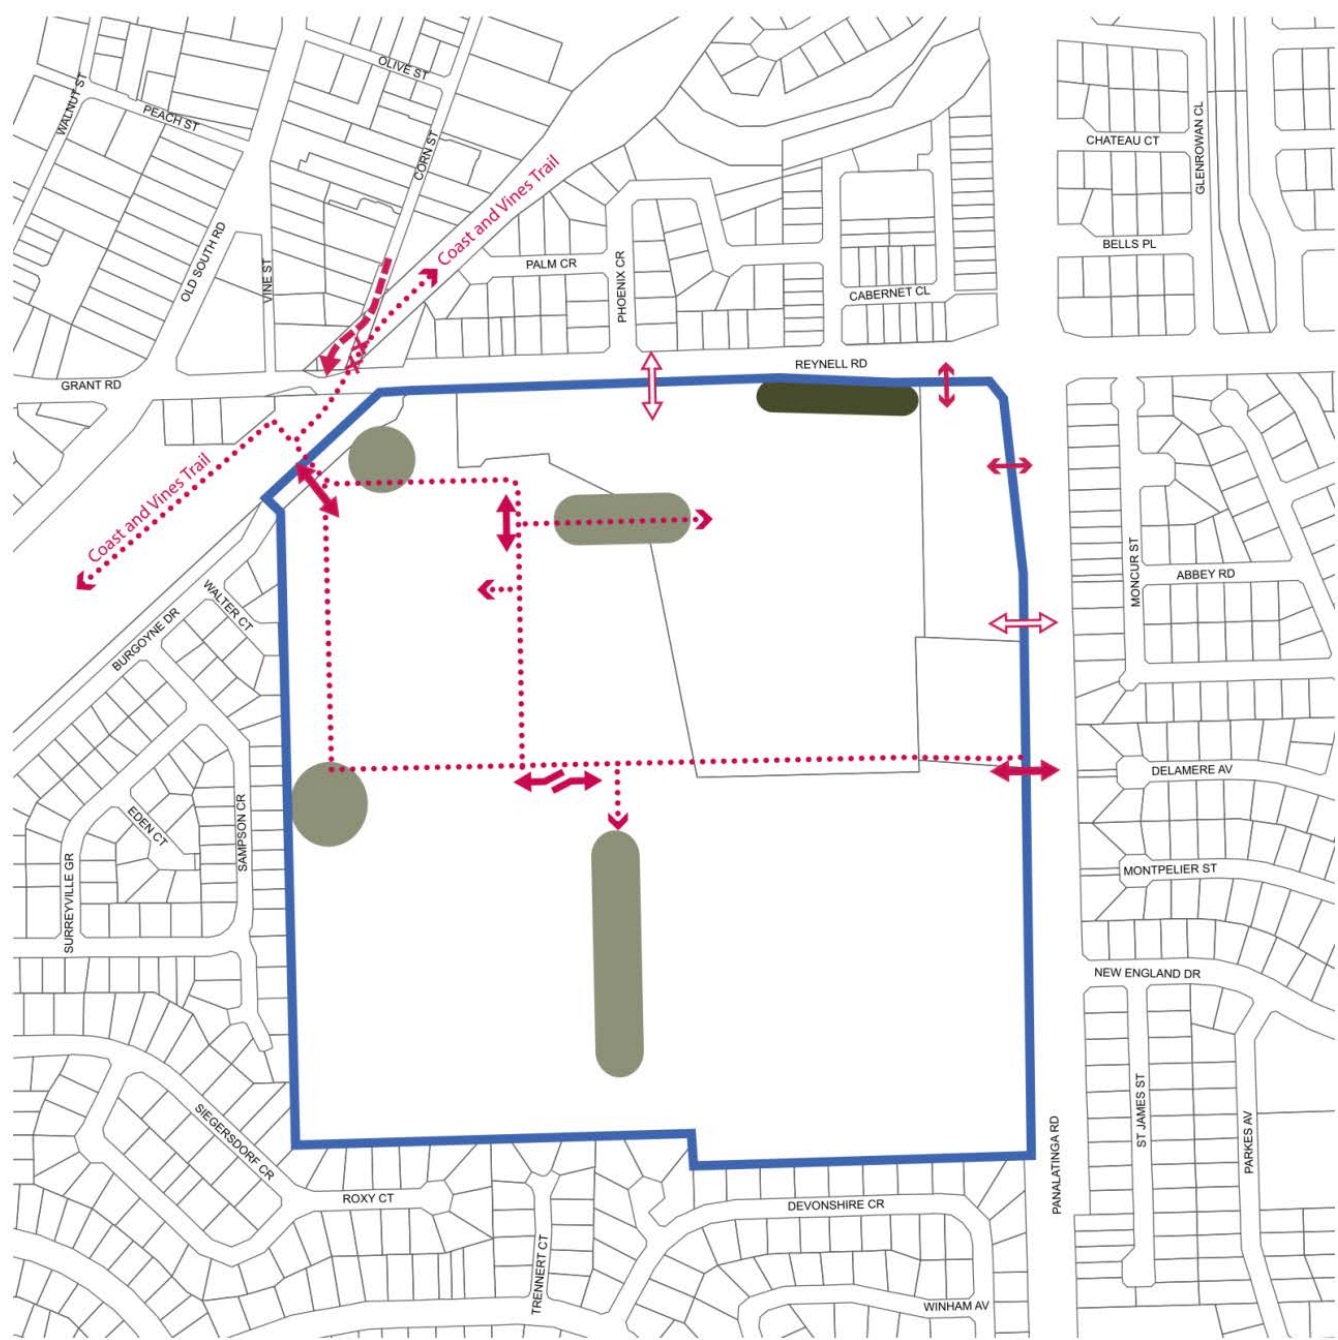 OLIVE ST
WALNUT ST
PEACH ST
CORN ST
CHATEAU CT
GLENROWAN CL
Coast and Vines Trail
OLD SOUTH RD
VINE ST
PALM CR
PHOENIX CR
BELLS PL
CABERNET CL
REYNELL RD
GRANT RD
Coast and Vines Trail
WALTER CT
BURGOYNE DR
MONCUR ST
ABBEY RD
DELAMERE AV
EDEN CT
SAMPSON CR
SURREYVILLE GR
MONTPELIER ST
NEW ENGLAND DR
SIEGERSDORF CR
ROXY CT
TRENNERT CT
DEVONSHIRE CR
PANALATINGA RD
ST JAMES ST
PARKES AV
WINHAM AV